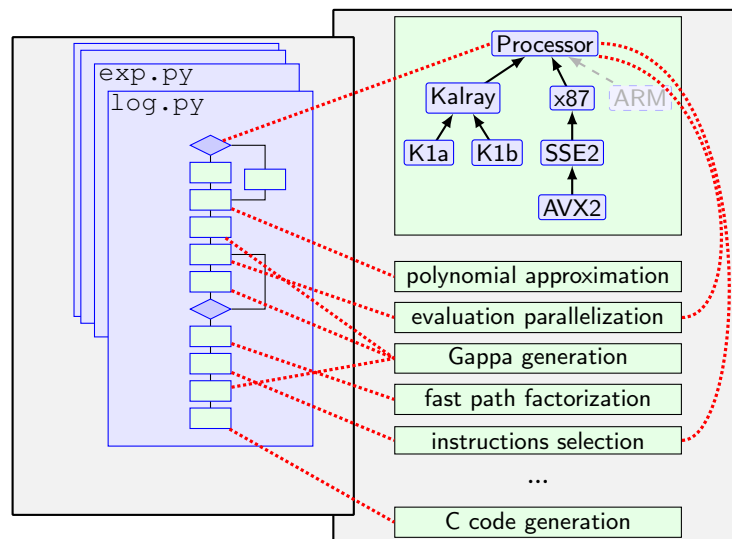 exp.py
log.py
Processor
Kalray
x87
ARM
K1a
K1b
SSE2
AVX2
polynomial approximation
evaluation parallelization
Gappa generation
fast path factorization
instructions selection
...
C code generation